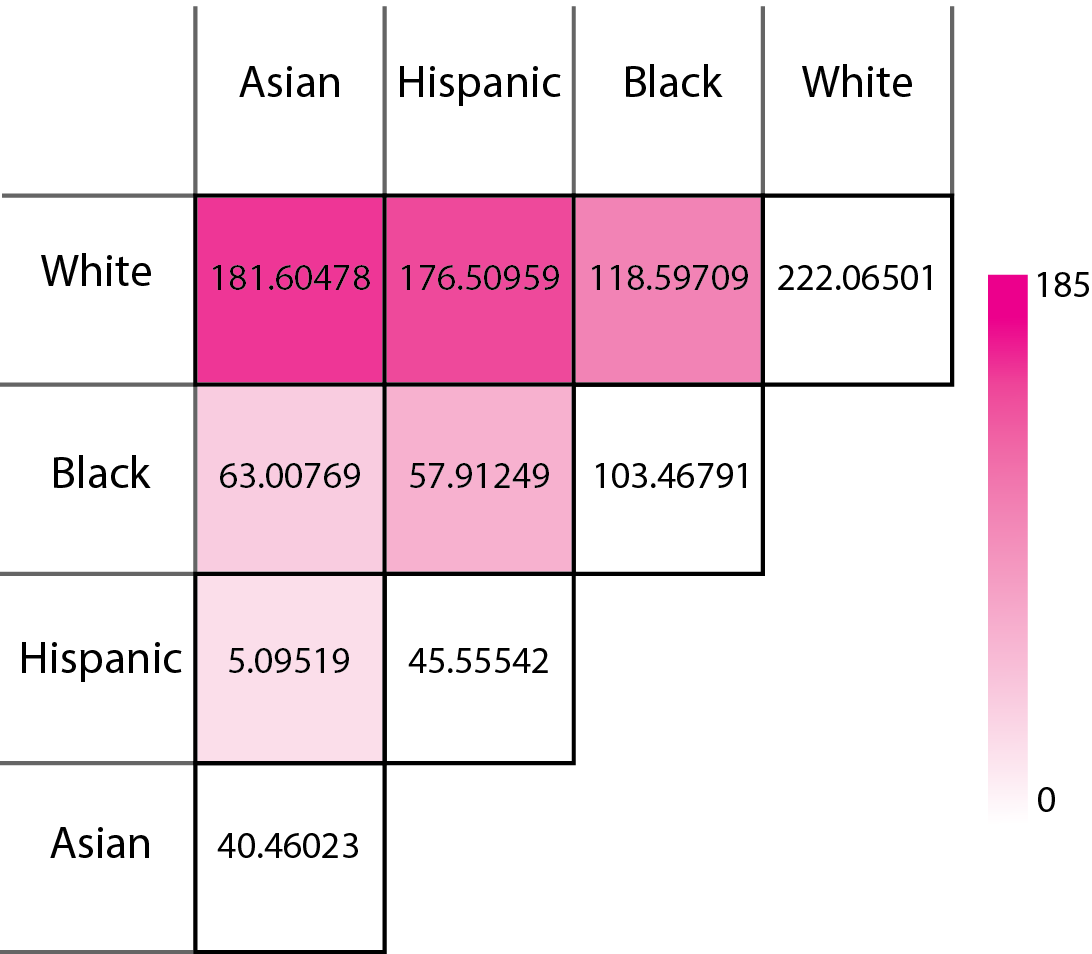 Asian Hispanic Black White
White 181.60478 176.50959 118.59709 222.06501
185
Black 63.00769 57.91249 103.46791
Hispanic 5.09519 45.55542
0
Asian 40.46023